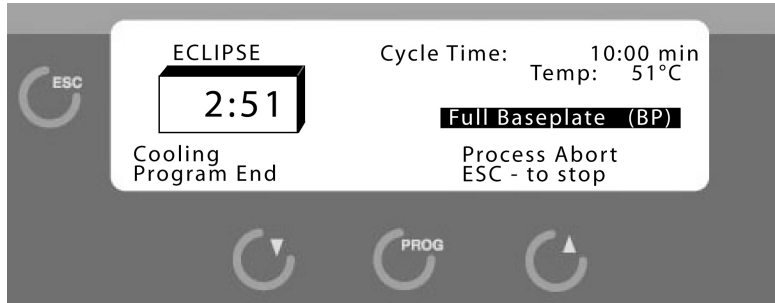 ESC
ECLIPSE
2:51
Cooling
Program End
Cycle Time: 10:00 min
Temp: 51°C
Full Baseplate (BP)
Process Abort
ESC - to stop
PROG